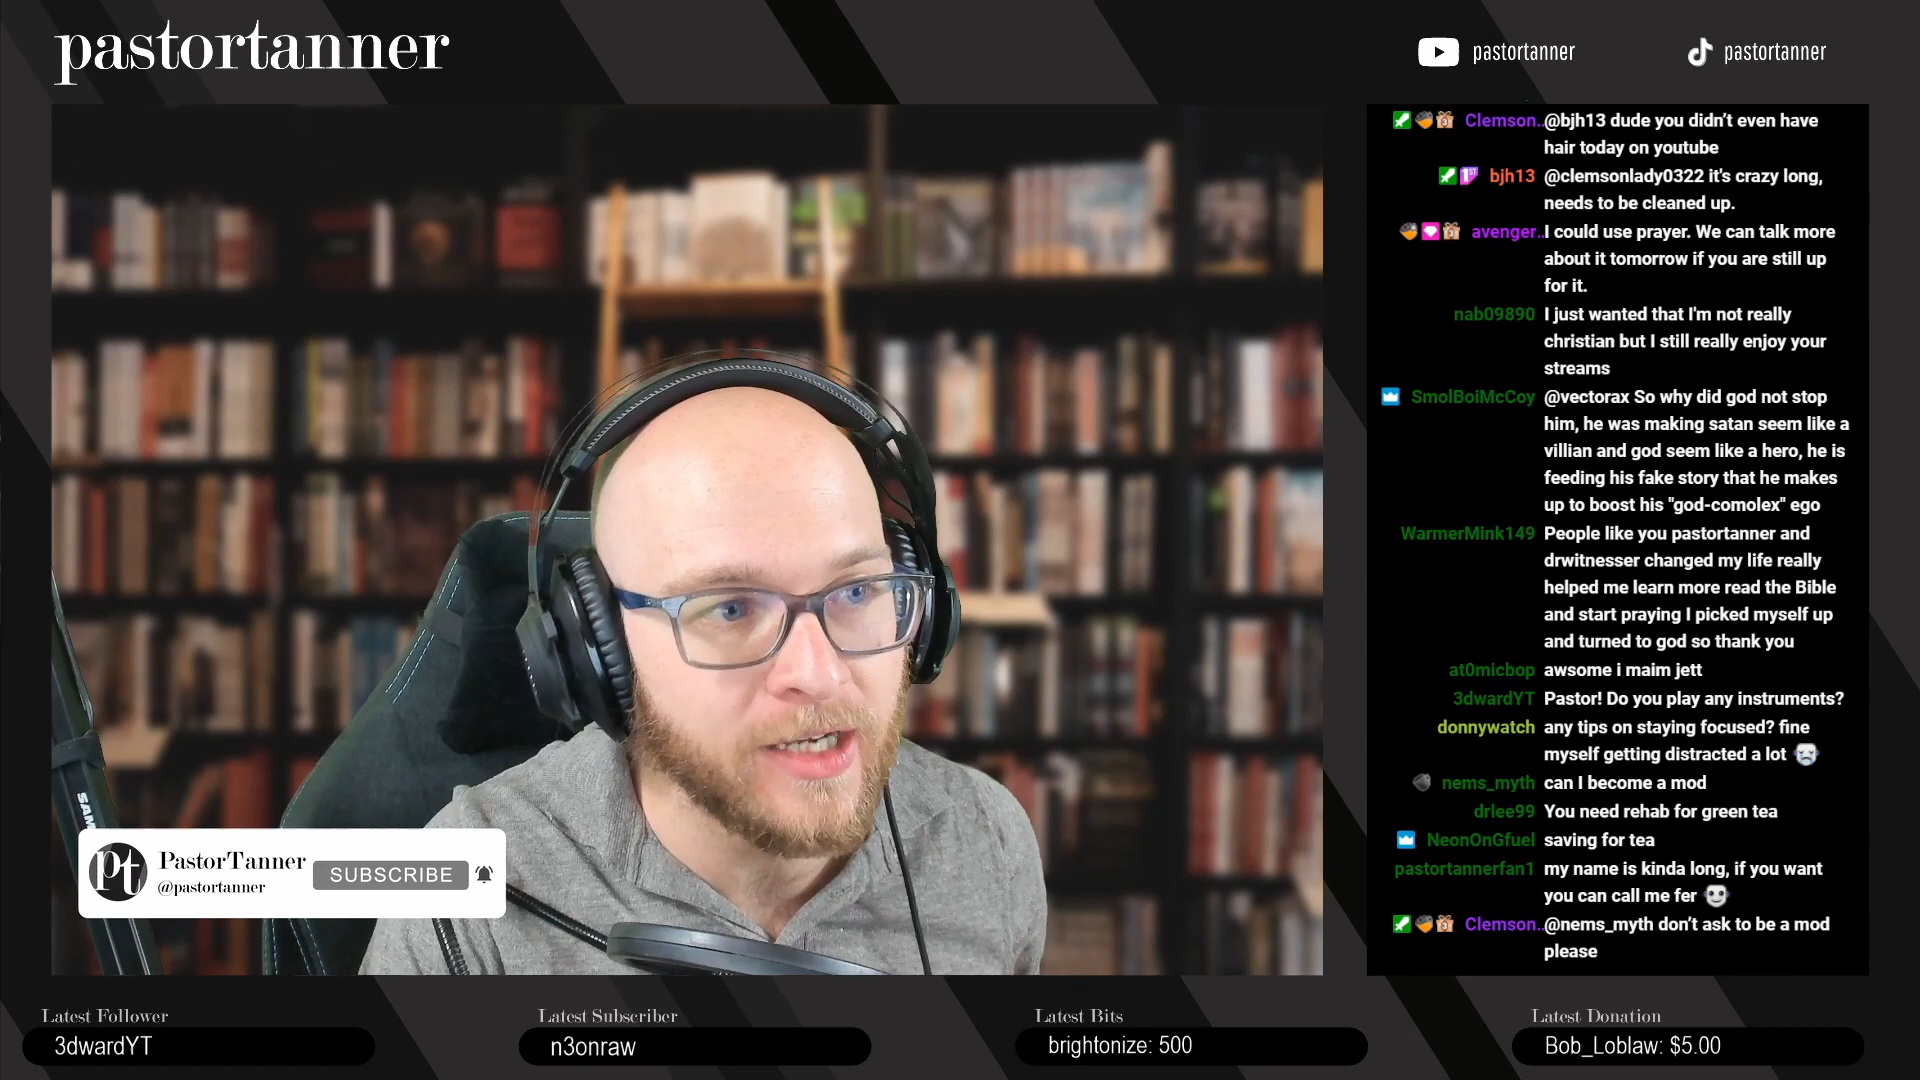 pastortanner
pastortanner
pastortanner
Clemson.. @bjh13 dude you didn't even have
hair today on youtube
bjh13 @clemsonlady0322 it's crazy long,
needs to be cleaned up.
avenger.. I could use prayer. We can talk more
about it tomorrow if you are still up
for it.
nab09890 I just wanted that I'm not really
christian but I still really enjoy your
streams
SmolBoiMcCoy @vectorax So why did god not stop
him, he was making satan seem like a
villian and god seem like a hero, he is
feeding his fake story that he makes
up to boost his "god-comolex" ego
WarmerMink149 People like you pastortanner and
drwitnesser changed my life really
helped me learn more read the Bible
and start praying I picked myself up
and turned to god so thank you
at0micbop awsome i maim jett
3dwardYT Pastor! Do you play any instruments?
donnywatch any tips on staying focused? fine
myself getting distracted a lot
nems_myth can I become a mod
drlee99 You need rehab for green tea
NeonOnGfuel saving for tea
pastortannerfan1 my name is kinda long, if you want
you can call me fer
Clemson.. @nems_myth don't ask to be a mod
please
SAM
pt
PastorTanner
@pastortanner
SUBSCRIBE
Latest Follower
3dwardYT
Latest Subscriber
n3onraw
Latest Bits
brightonize: 500
Latest Donation
Bob_Loblaw: $5.00